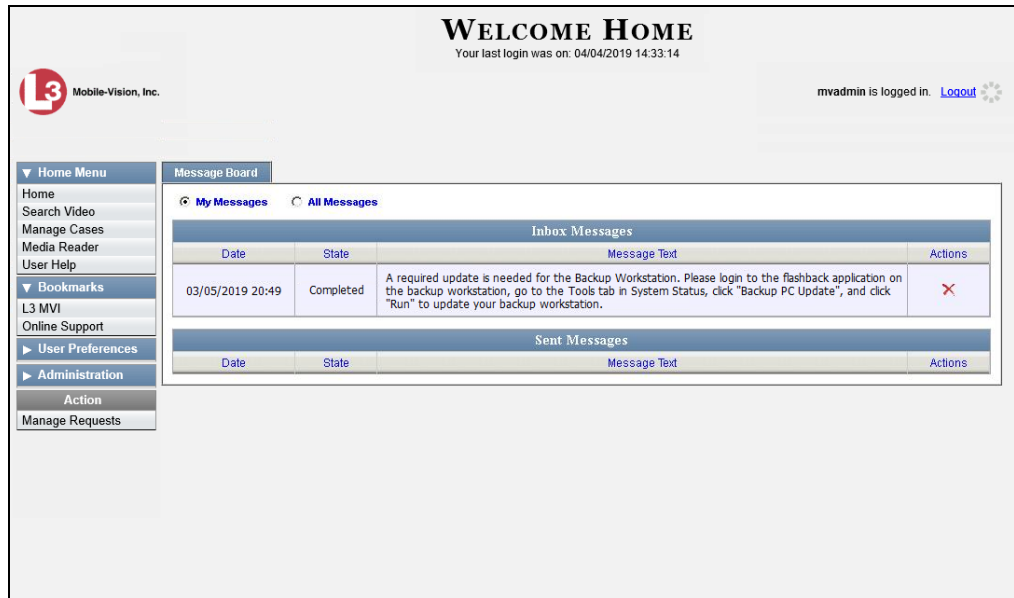 WELCOME HOME
Your last login was on: 04/04/2019 14:33:14
L3
Mobile-Vision, Inc.
mvadmin is logged in. Logout
▼ Home Menu
Home
Search Video
Manage Cases
Media Reader
User Help
▼ Bookmarks
L3 MVI
Online Support
▶ User Preferences
▶ Administration
Action
Manage Requests
Message Board
My Messages All Messages
Inbox Messages
Date State Message Text Actions
03/05/2019 20:49 Completed
A required update is needed for the Backup Workstation. Please login to the flashback application on
the backup workstation, go to the Tools tab in System Status, click "Backup PC Update", and click
"Run" to update your backup workstation.
Sent Messages
Date State Message Text Actions